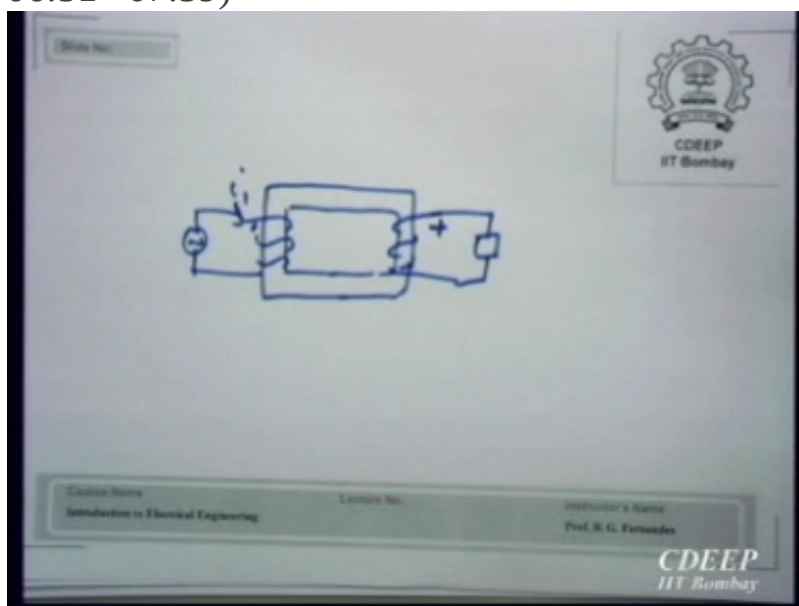 Slide No:
CDEEP
IIT Bombay
i1
+
Course Name
Lecture No.
Instructor's Name
Introduction to Electrical Engineering
Prof. B. G. Fernandes
CDEEP
IIT Bombay